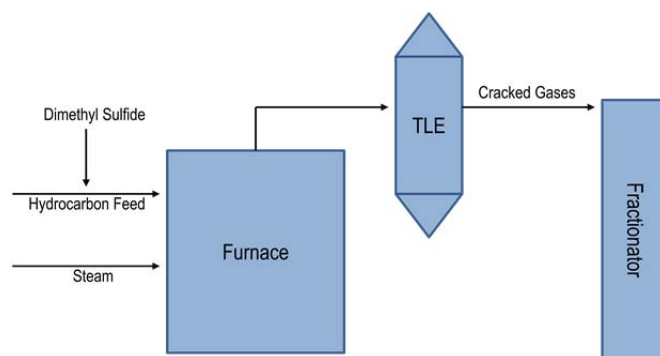 Dimethyl Sulfide
Hydrocarbon Feed
Steam
Furnace
TLE
Cracked Gases
Fractionator